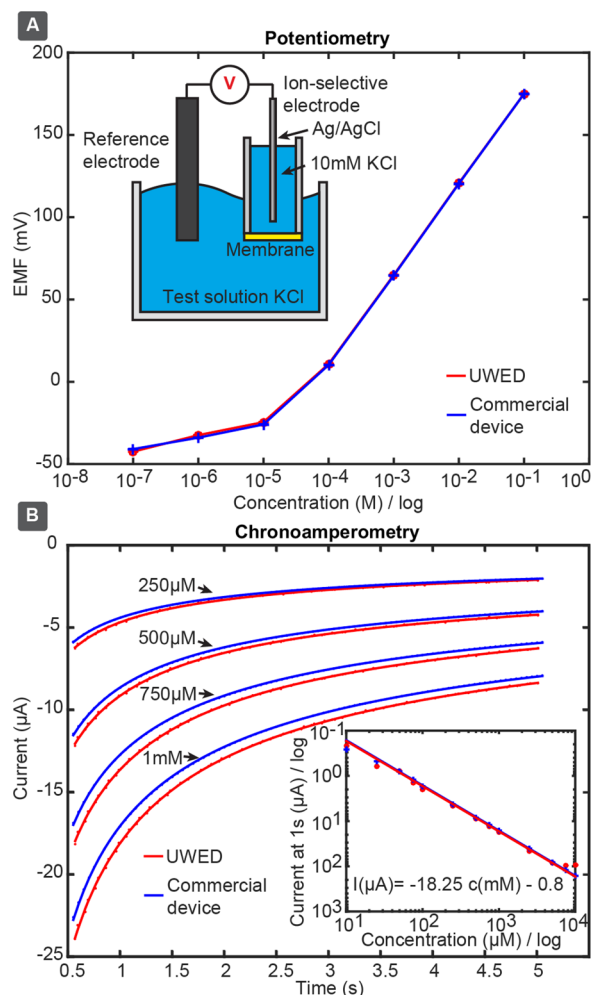 A
Potentiometry
200
150
100
50
0
-50
EMF (mV)
V
Ion-selective
electrode
Ag/AgCl
10mM KCl
Reference
electrode
Membrane
Test solution KCl
UWED
Commercial
device
10⁻⁸ 10⁻⁷ 10⁻⁶ 10⁻⁵ 10⁻⁴ 10⁻³ 10⁻² 10⁻¹ 10⁰
Concentration (M) / log
B
Chronoamperometry
0
-5
-10
-15
-20
-25
Current (µA)
250µM
500µM
750µM
1mM
UWED
Commercial
device
10⁻¹
10⁰
10¹
10²
10³
Current at 1s (µA) / log
I(µA)= -18.25 c(mM) - 0.8
10¹ 10² 10³ 10⁴
Concentration (µM) / log
0.5 1 1.5 2 2.5 3 3.5 4 4.5 5
Time (s)